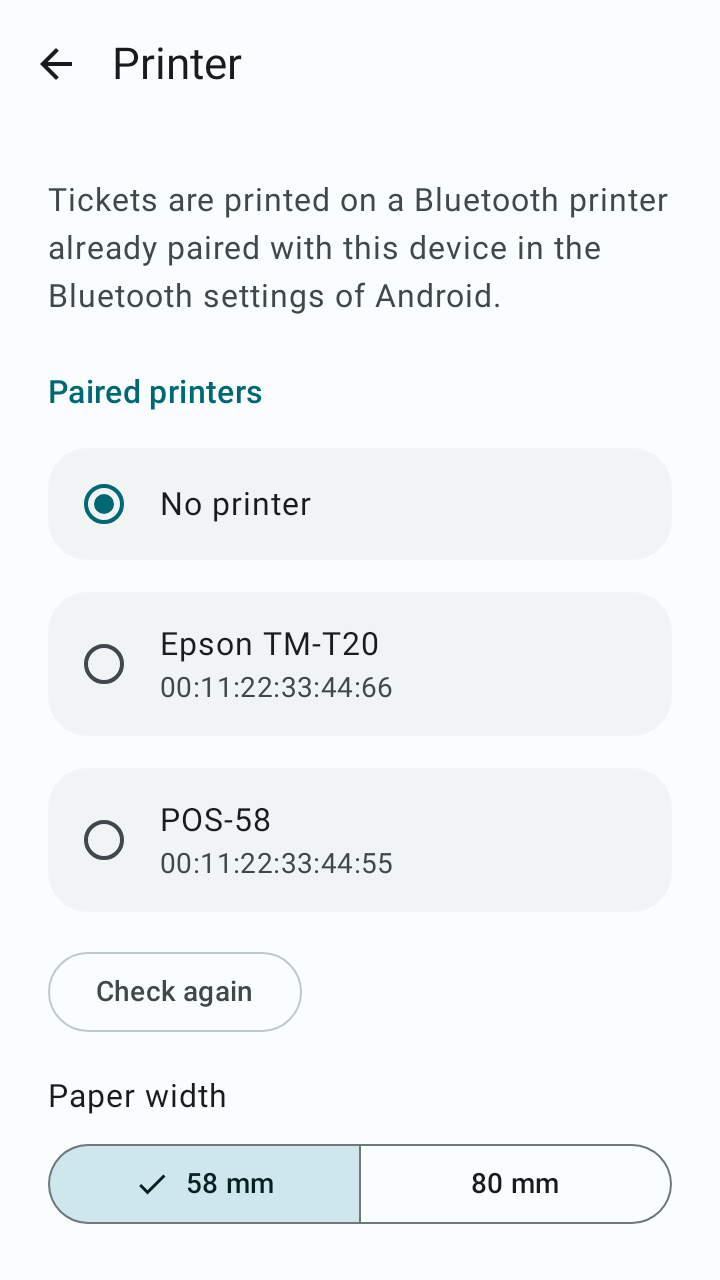 Printer
Tickets are printed on a Bluetooth printer
already paired with this device in the
Bluetooth settings of Android.
Paired printers
No printer
Epson TM-T20
00:11:22:33:44:66
POS-58
00:11:22:33:44:55
Check again
Paper width
58 mm
80 mm